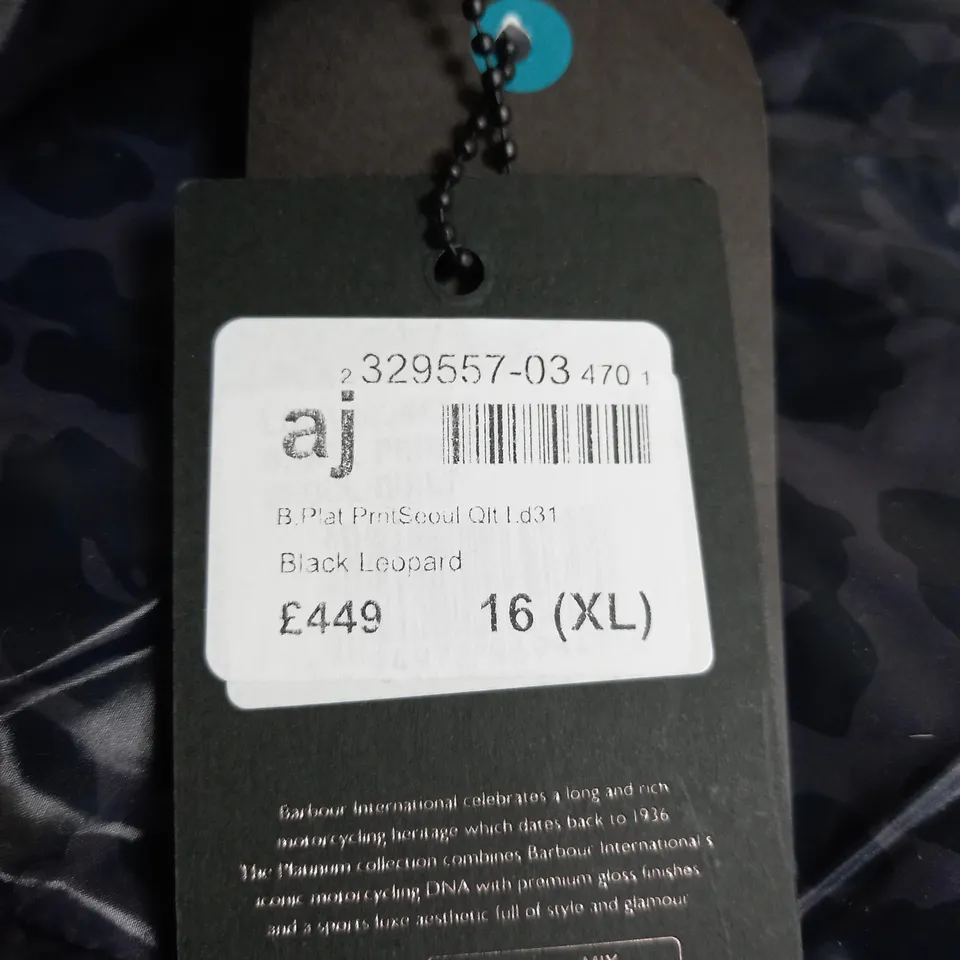 2 329557-03 470 1
aj
B.Plat PrntSeoul Qlt Ld31
Black Leopard
£449 16 (XL)
Barbour International celebrates a long and rich
motorcycling heritage which dates back to 1936
The Platinum collection combines Barbour International's
iconic motorcycling DNA with premium gloss finishes
and a sports luxe aesthetic full of style and glamour
MIX